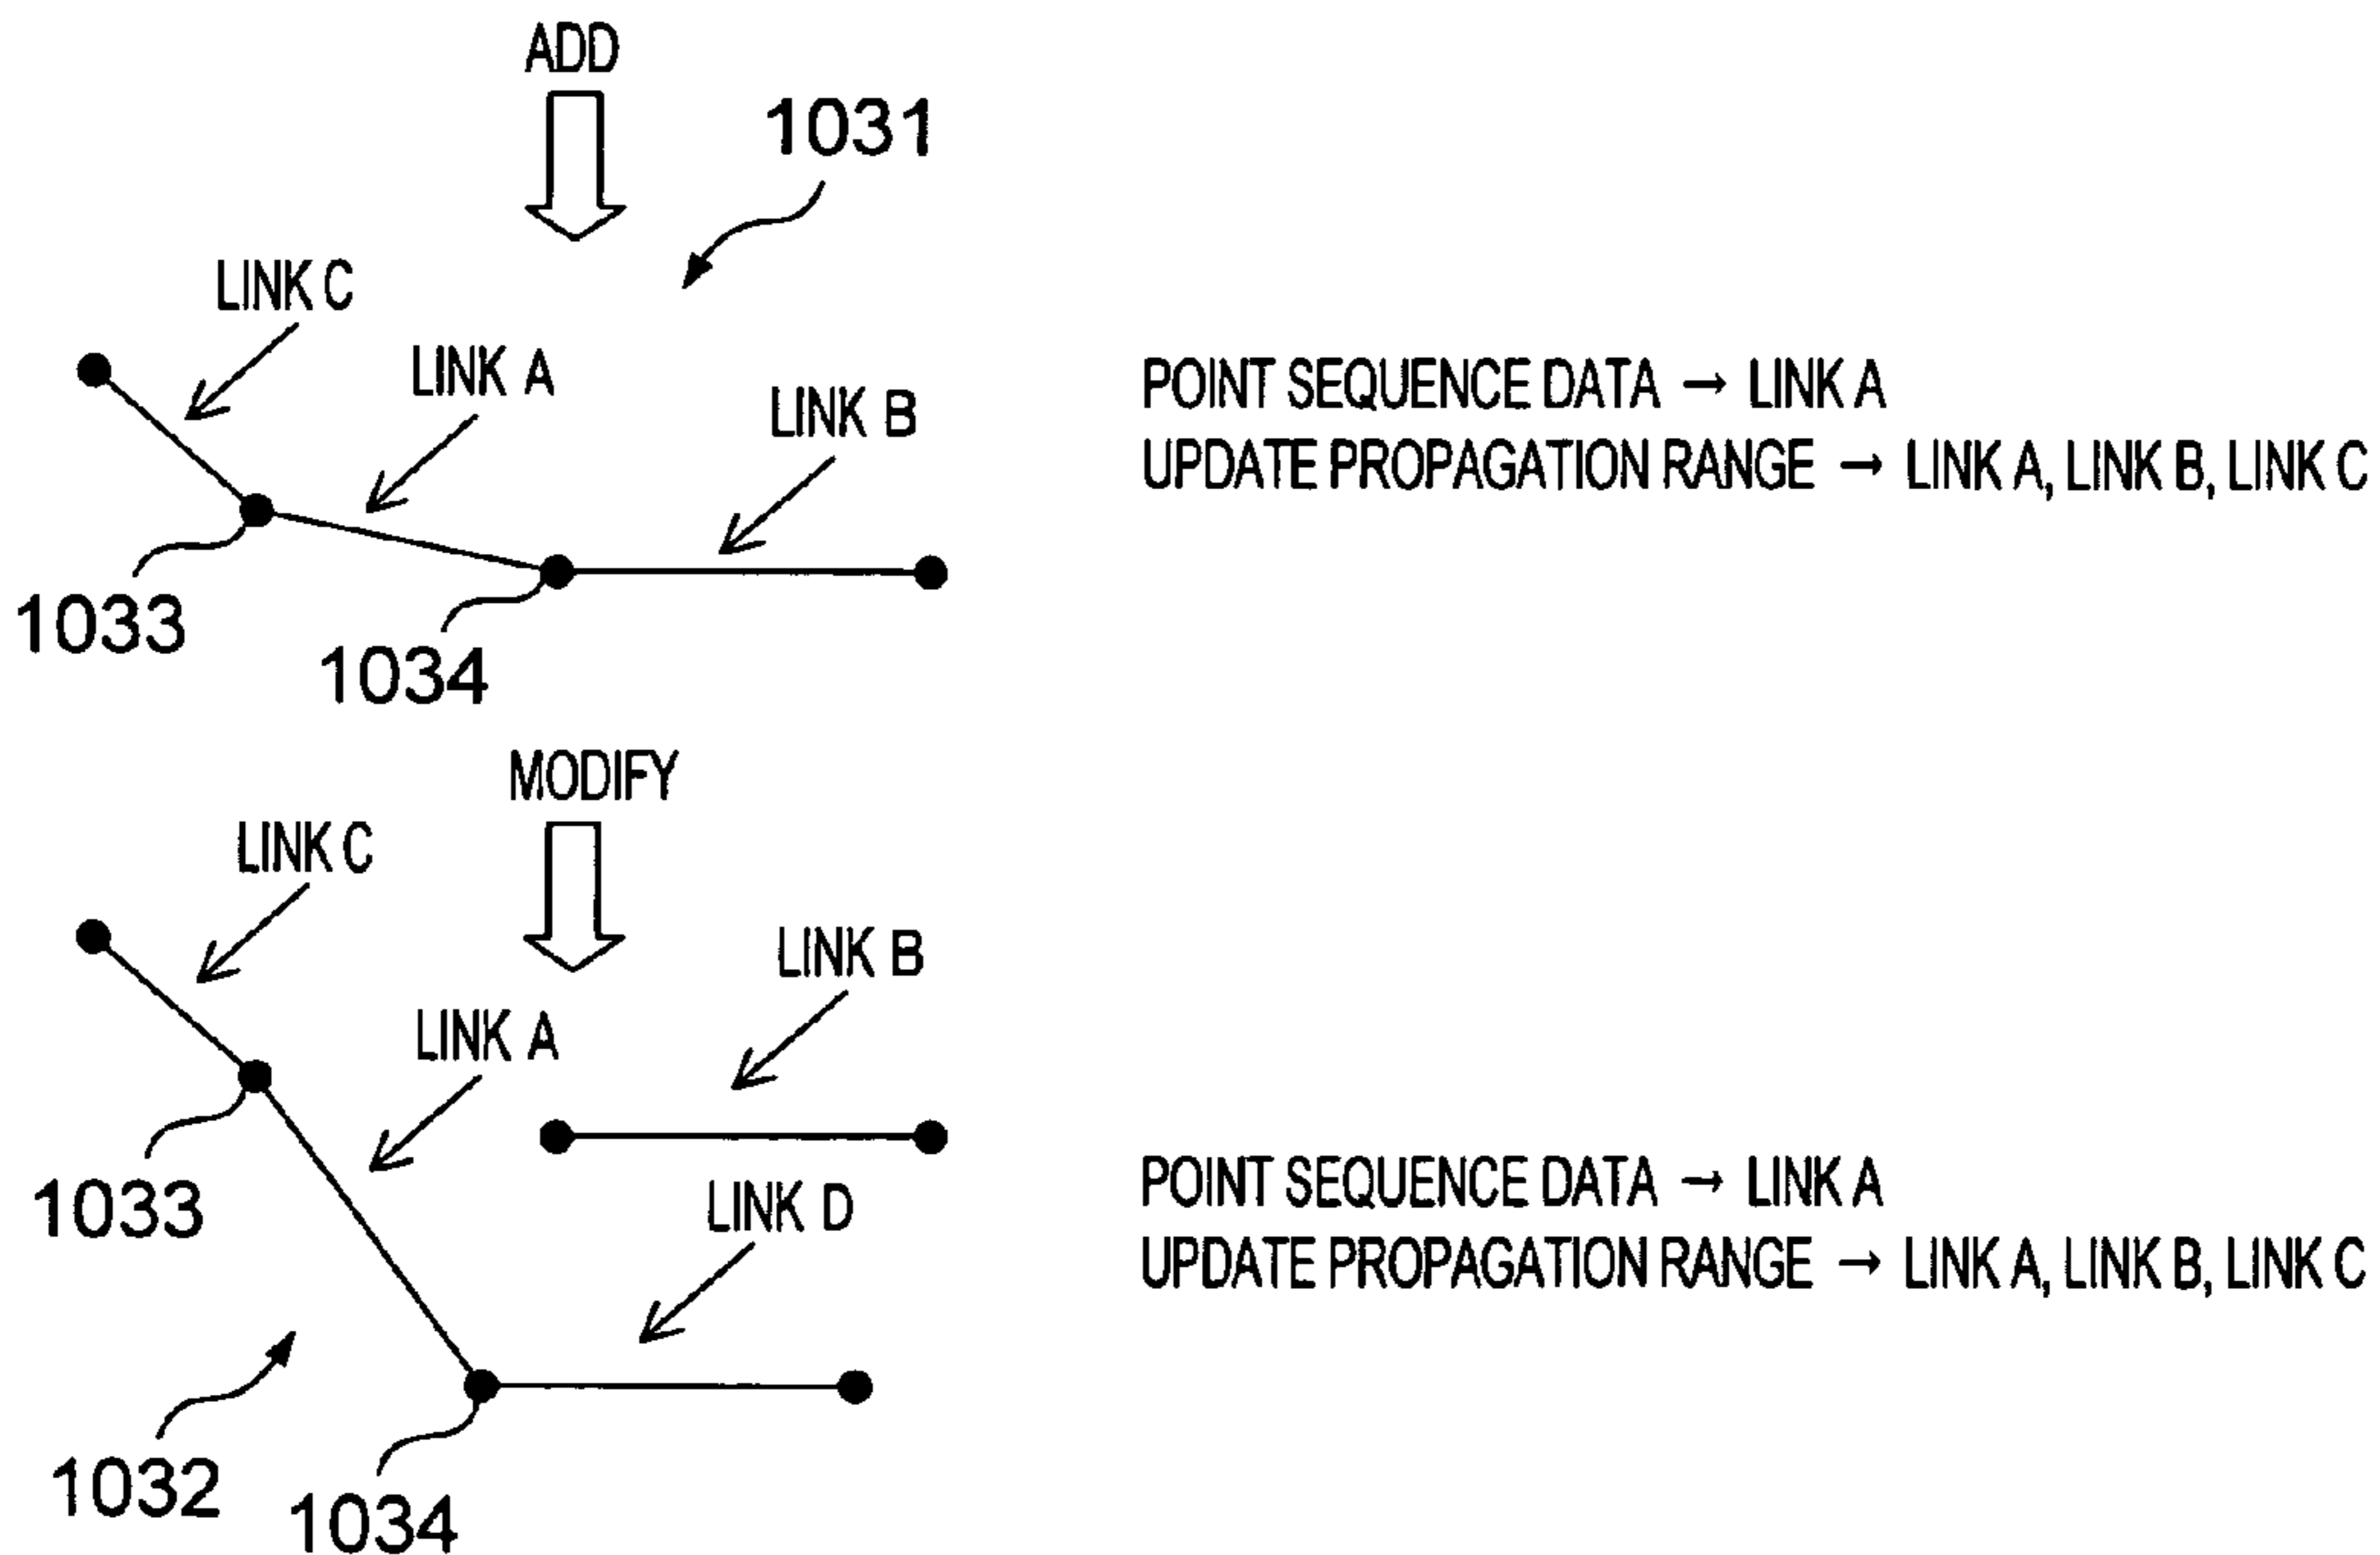 ADD
1031
LINK C
LINK A
LINK B
POINT SEQUENCE DATA → LINK A
UPDATE PROPAGATION RANGE → LINK A, LINK B, LINK C
1033
1034
MODIFY
LINK C
LINK B
LINK A
1033
LINK D
POINT SEQUENCE DATA → LINK A
UPDATE PROPAGATION RANGE → LINK A, LINK B, LINK C
1032
1034